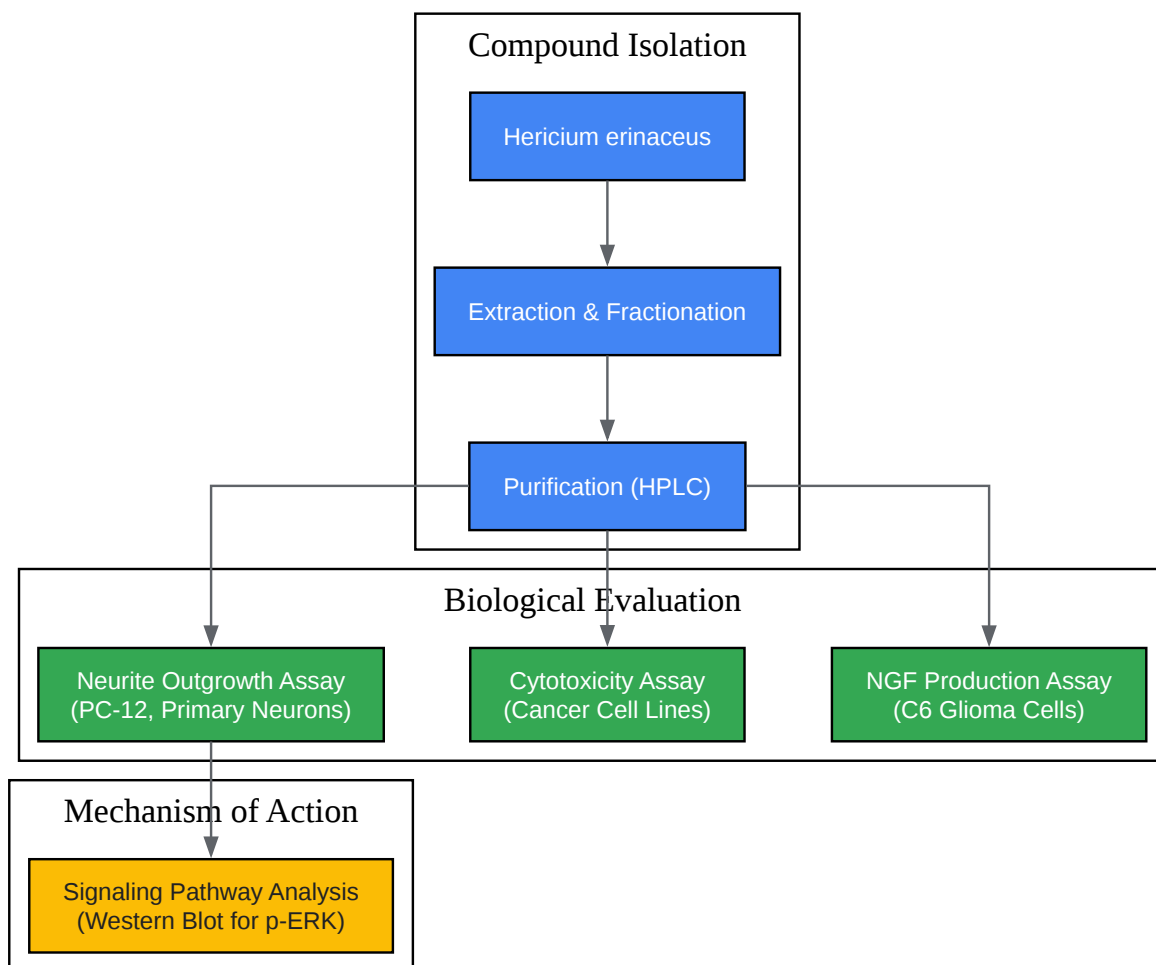 Compound Isolation
Hericium erinaceus
Extraction & Fractionation
Purification (HPLC)
Biological Evaluation
Neurite Outgrowth Assay
(PC-12, Primary Neurons)
Cytotoxicity Assay
(Cancer Cell Lines)
NGF Production Assay
(C6 Glioma Cells)
Mechanism of Action
Signaling Pathway Analysis
(Western Blot for p-ERK)